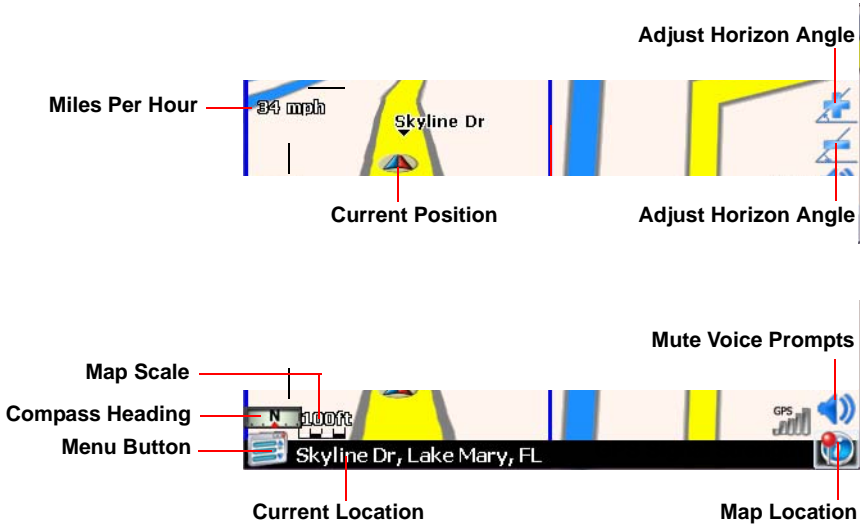 Adjust Horizon Angle
Miles Per Hour
34 mph
Skyline Dr
Current Position
Adjust Horizon Angle
Mute Voice Prompts
Map Scale
Compass Heading
N
100ft
GPS
Menu Button
Skyline Dr, Lake Mary, FL
Current Location
Map Location